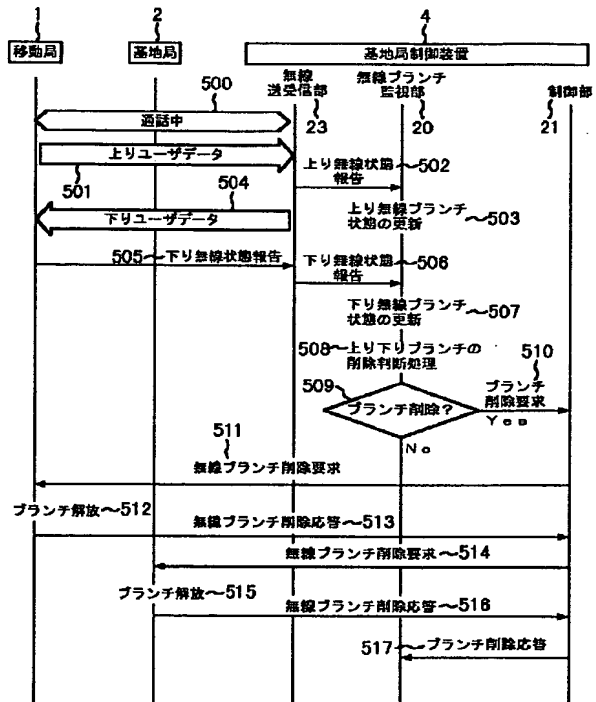 1
2
4
移動局
基地局
基地局制御装置
無線
送受信部
23
無線ブランチ
監視部
20
制御部
21
500
通話中
上りユーザデータ
501
上り無線状態
報告
502
504
下りユーザデータ
上り無線ブランチ
状態の更新
503
505
下り無線状態報告
下り無線状態
報告
506
下り無線ブランチ
状態の更新
507
508
上り下りブランチの
削除判断処理
509
ブランチ削除?
510
ブランチ
削除要求
Yes
No
511
無線ブランチ削除要求
ブランチ解放
512
無線ブランチ削除応答
513
無線ブランチ削除要求
514
ブランチ解放
515
無線ブランチ削除応答
516
517
ブランチ削除応答